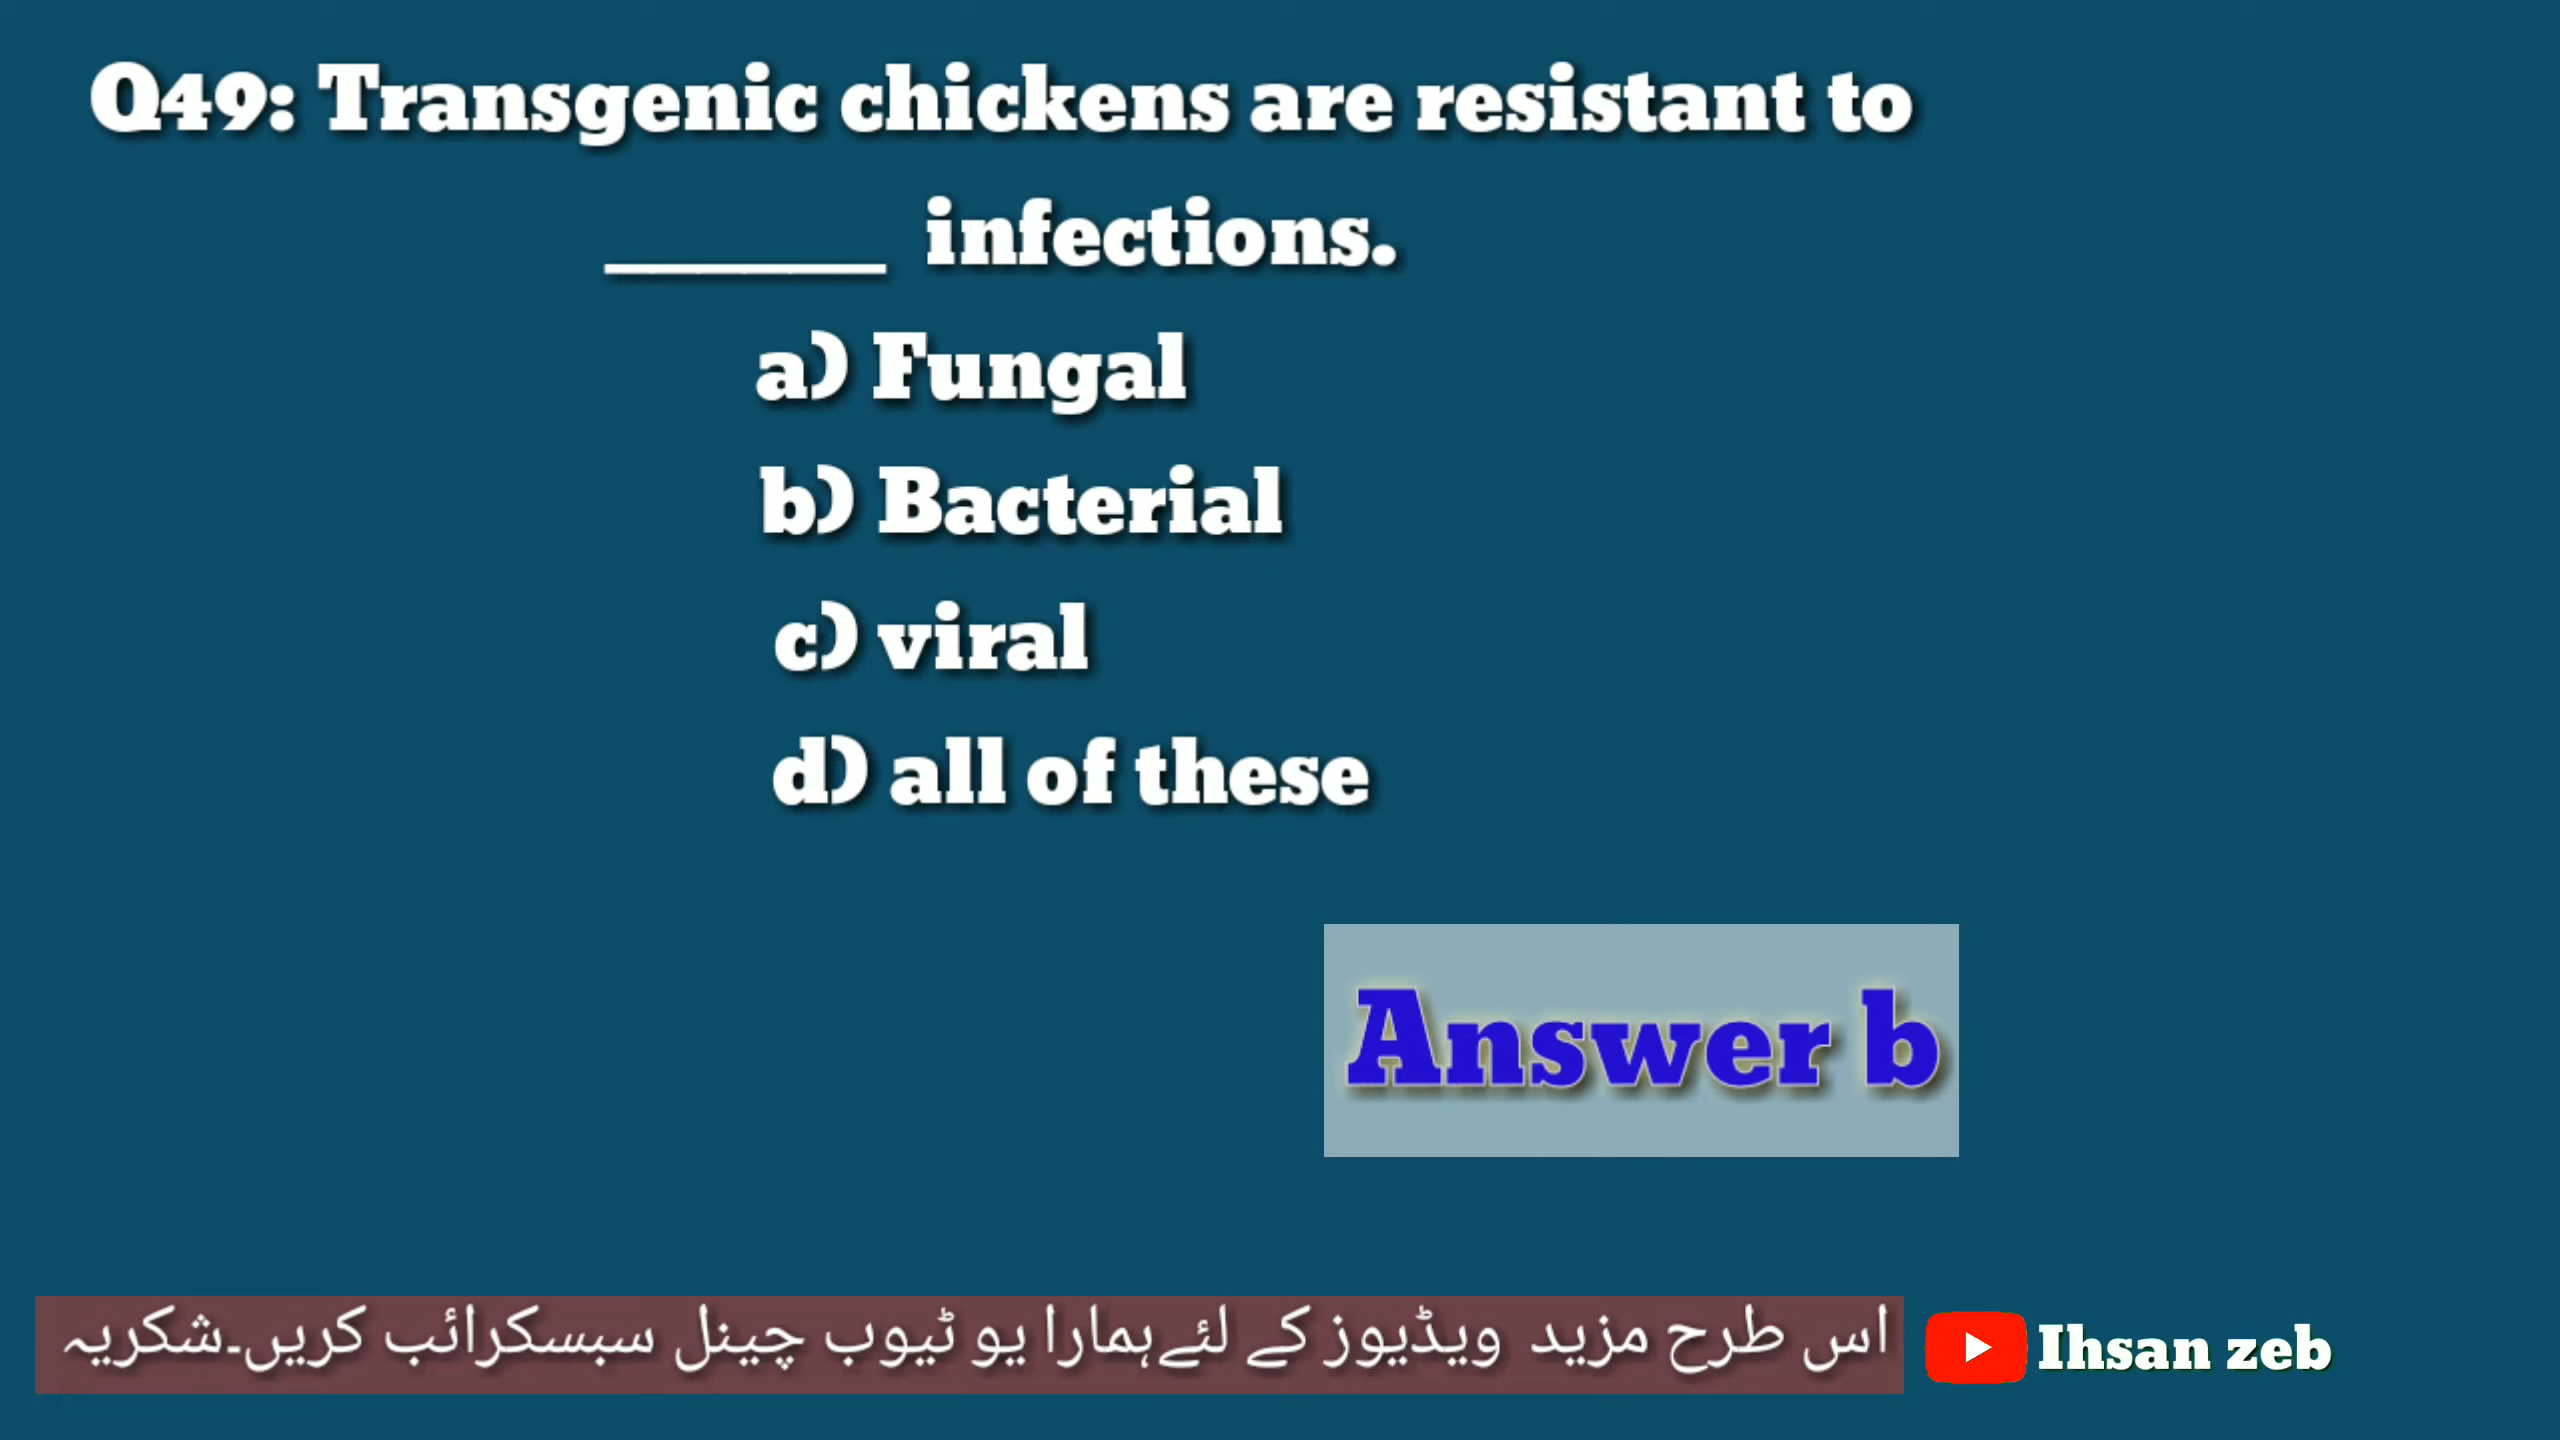 Q49: Transgenic chickens are resistant to
______ infections.
a) Fungal
b) Bacterial
c) viral
d) all of these
Answer b
اس طرح مزید ویڈیوز کے لئےہمارا یو ٹیوب چینل سبسکرائب کریں۔شکریہ
Ihsan zeb